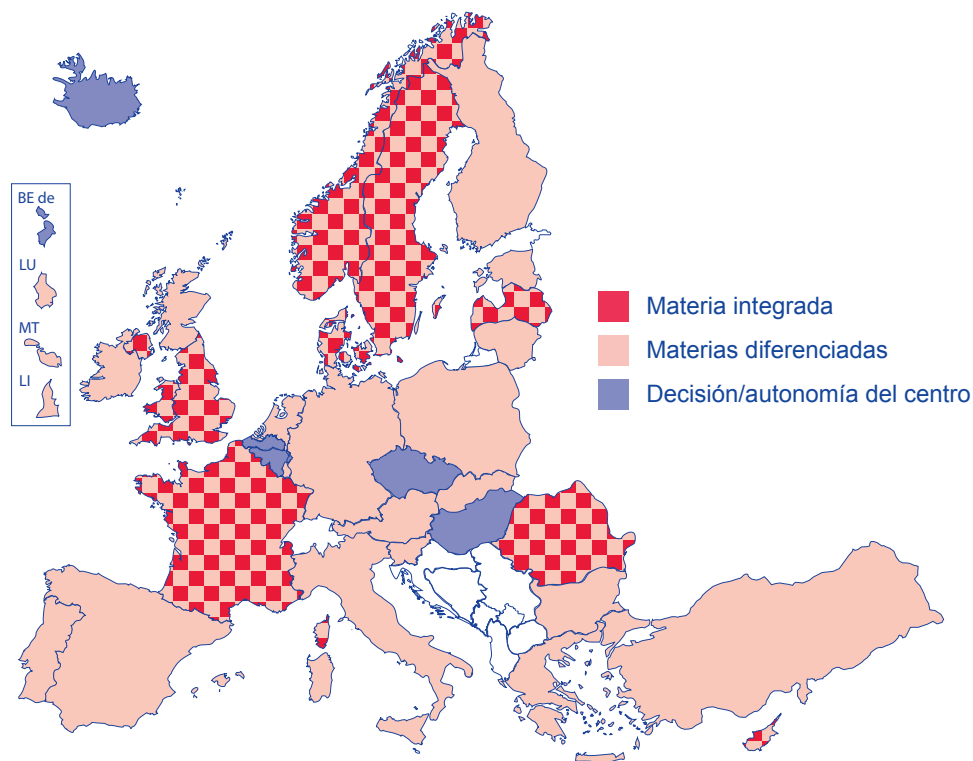 BE de
LU
MT
LI
Materia integrada
Materias diferenciadas
Decisión/autonomía del centro